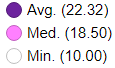 Avg. (22.32)
Med. (18.50)
Min. (10.00)